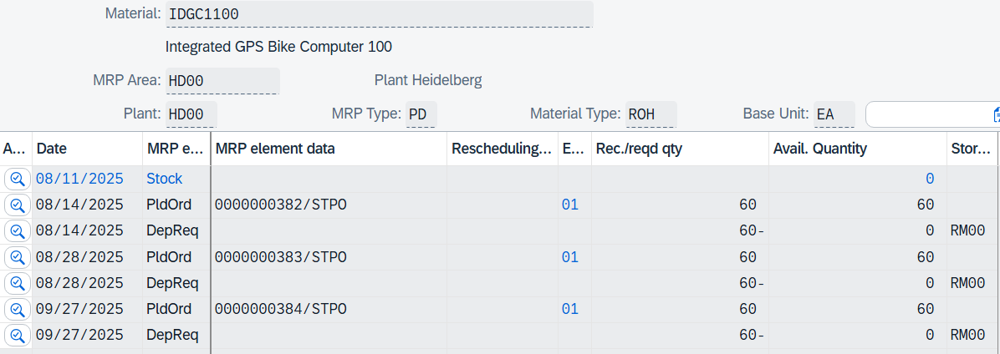 Material: IDGC1100
Integrated GPS Bike Computer 100
MRP Area: HD00 Plant Heidelberg
Plant: HD00 MRP Type: PD Material Type: ROH Base Unit: EA
A... Date MRP e... MRP element data Rescheduling... E... Rec./reqd qty Avail. Quantity Stor...
08/11/2025 Stock 0
08/14/2025 PldOrd 0000000382/STPO 01 60 60
08/14/2025 DepReq 60- 0 RM00
08/28/2025 PldOrd 0000000383/STPO 01 60 60
08/28/2025 DepReq 60- 0 RM00
09/27/2025 PldOrd 0000000384/STPO 01 60 60
09/27/2025 DepReq 60- 0 RM00